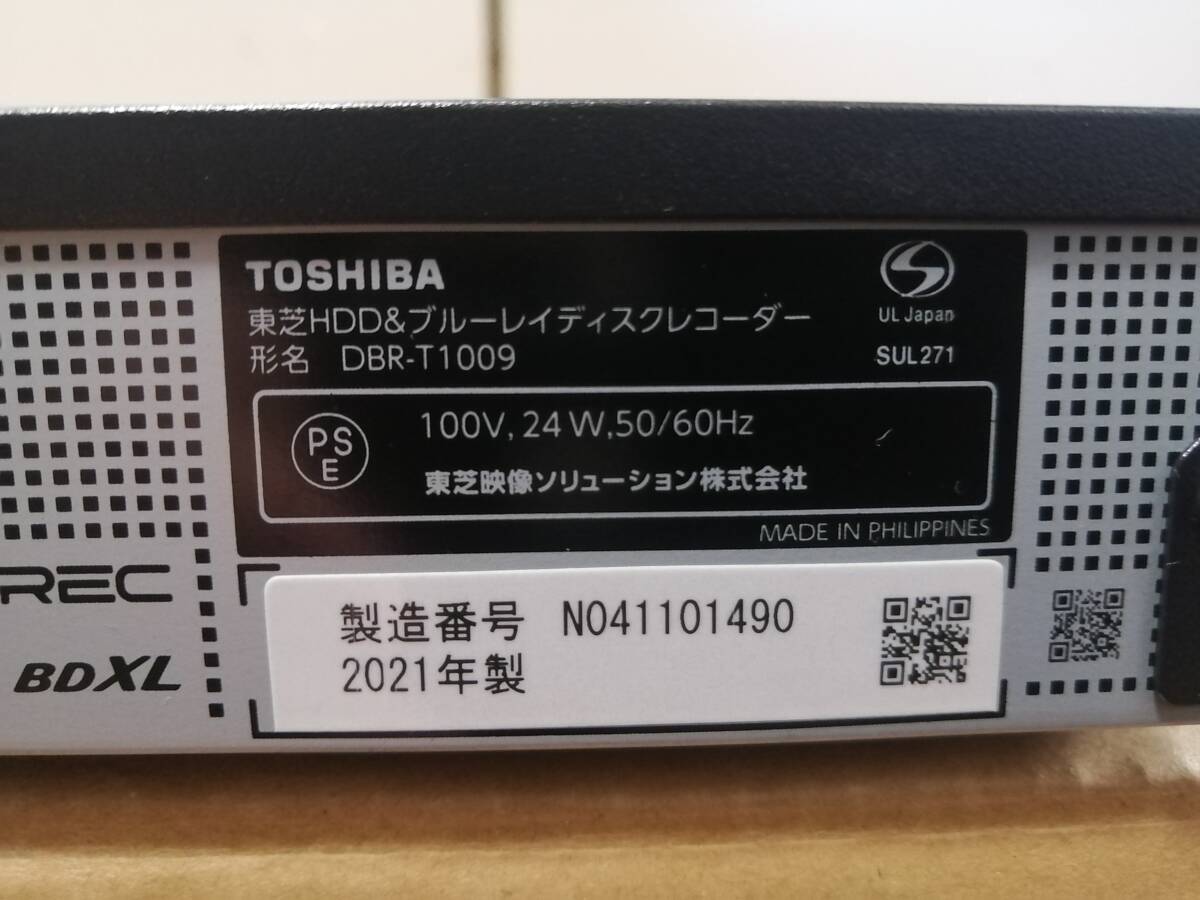 TOSHIBA
東芝HDD&ブルーレイディスクレコーダー
形名 DBR-T1009
UL Japan
SUL271
PS
E
100V, 24W, 50/60Hz
東芝映像ソリューション株式会社
MADE IN PHILIPPINES
REC
BDXL
製造番号 N041101490
2021年製